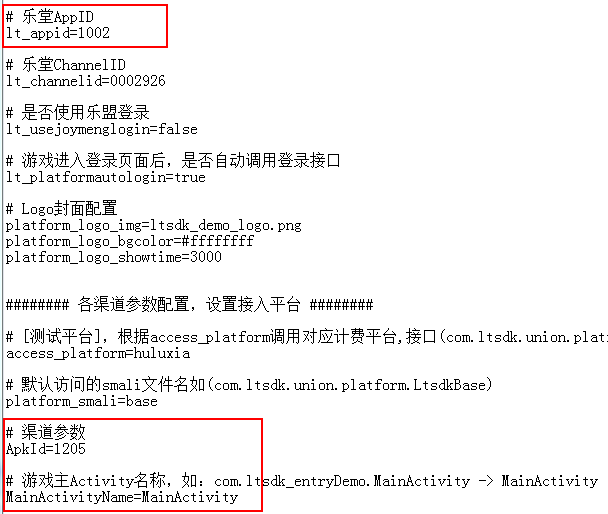 # 乐堂AppID
lt_appid=1002
# 乐堂ChannelID
lt_channelid=0002926
# 是否使用乐盟登录
lt_usejoymenglogin=false
# 游戏进入登录页面后，是否自动调用登录接口
lt_platformautologin=true
# Logo封面配置
platform_logo_img=ltsdk_demo_logo.png
platform_logo_bgcolor=#ffffffff
platform_logo_showtime=3000
######## 各渠道参数配置，设置接入平台 ########
# [测试平台]，根据access_platform调用对应计费平台,接口(com.ltsdk.union.plat
access_platform=huluxia
# 默认访问的smali文件名如(com.ltsdk.union.platform.LtsdkBase)
platform_smali=base
# 渠道参数
ApkId=1205
# 游戏主Activity名称，如：com.ltsdk_entryDemo.MainActivity -> MainActivity
MainActivityName=MainActivity